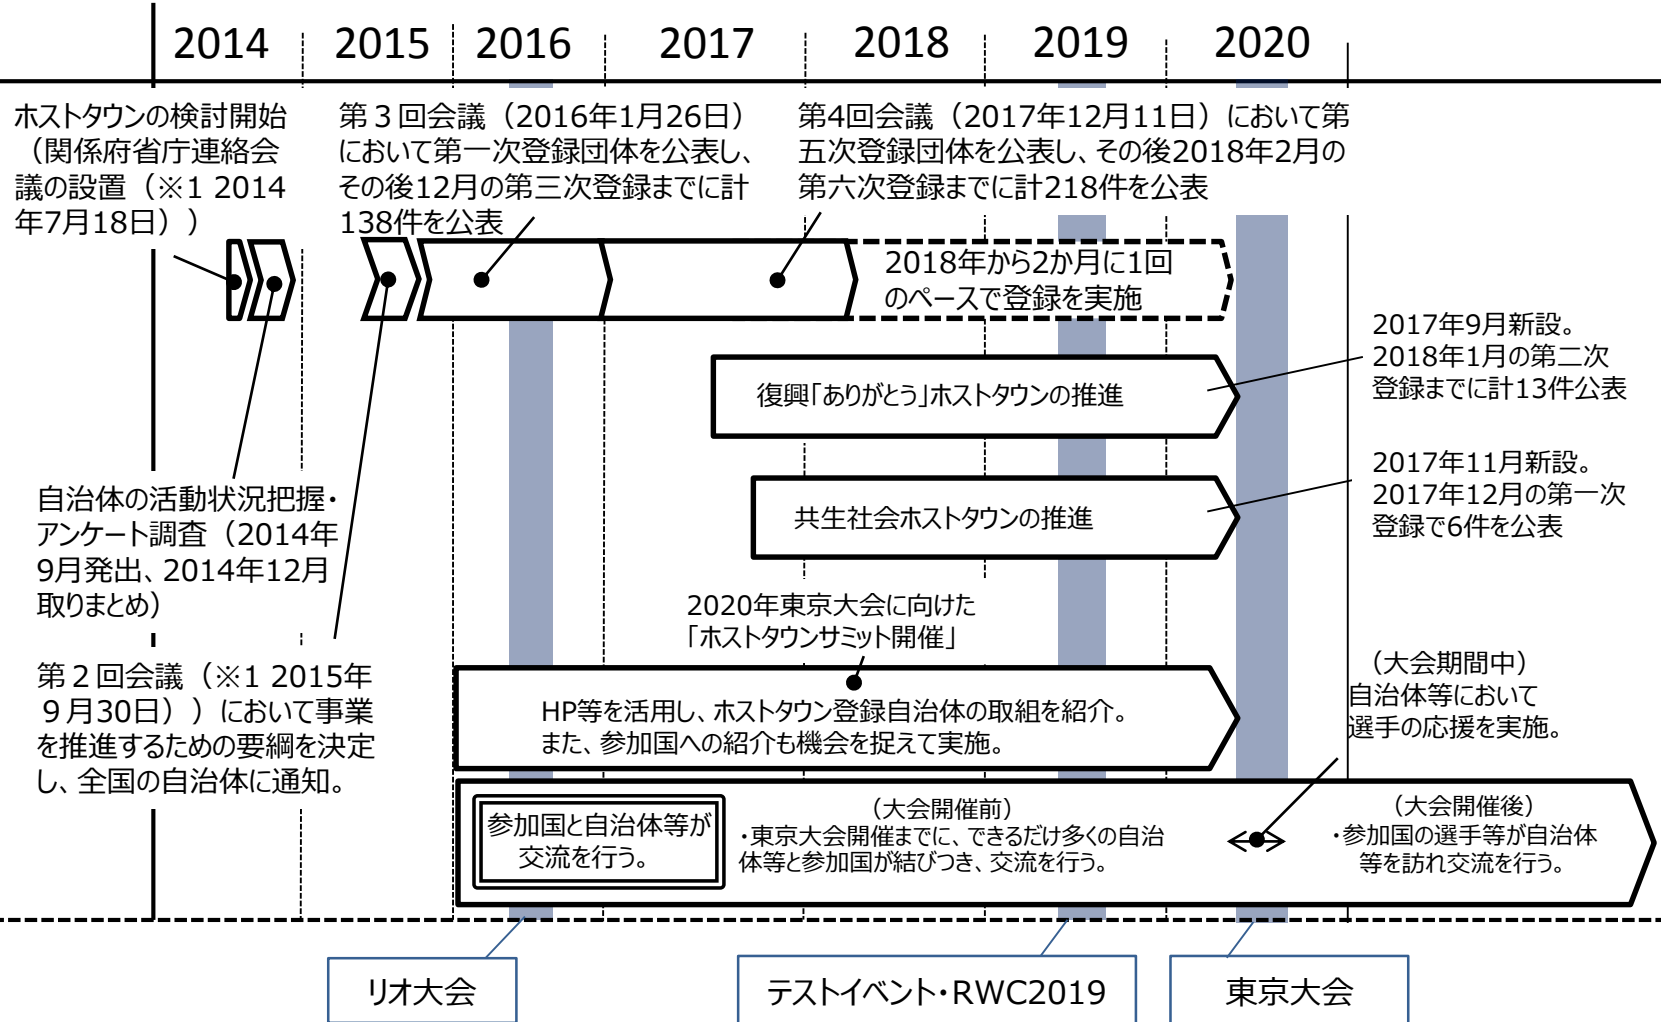 2014 2015 2016 2017 2018 2019 2020
ホストタウンの検討開始
（関係府省庁連絡会
議の設置（※1 2014
年7月18日））
第３回会議（2016年1月26日）
において第一次登録団体を公表し、
その後12月の第三次登録までに計
138件を公表
第4回会議（2017年12月11日）において第
五次登録団体を公表し、その後2018年2月の
第六次登録までに計218件を公表
2018年から2か月に1回
のペースで登録を実施
2017年9月新設。
2018年1月の第二次
登録までに計13件公表
復興「ありがとう」ホストタウンの推進
2017年11月新設。
2017年12月の第一次
登録で6件を公表
共生社会ホストタウンの推進
自治体の活動状況把握・
アンケート調査（2014年
9月発出、2014年12月
取りまとめ）
2020年東京大会に向けた
「ホストタウンサミット開催」
第２回会議（※1 2015年
９月30日））において事業
を推進するための要綱を決定
し、全国の自治体に通知。
HP等を活用し、ホストタウン登録自治体の取組を紹介。
また、参加国への紹介も機会を捉えて実施。
（大会期間中）
自治体等において
選手の応援を実施。
参加国と自治体等が
交流を行う。
（大会開催前）
・東京大会開催までに、できるだけ多くの自治
体等と参加国が結びつき、交流を行う。
（大会開催後）
・参加国の選手等が自治体
等を訪れ交流を行う。
リオ大会
テストイベント・RWC2019
東京大会